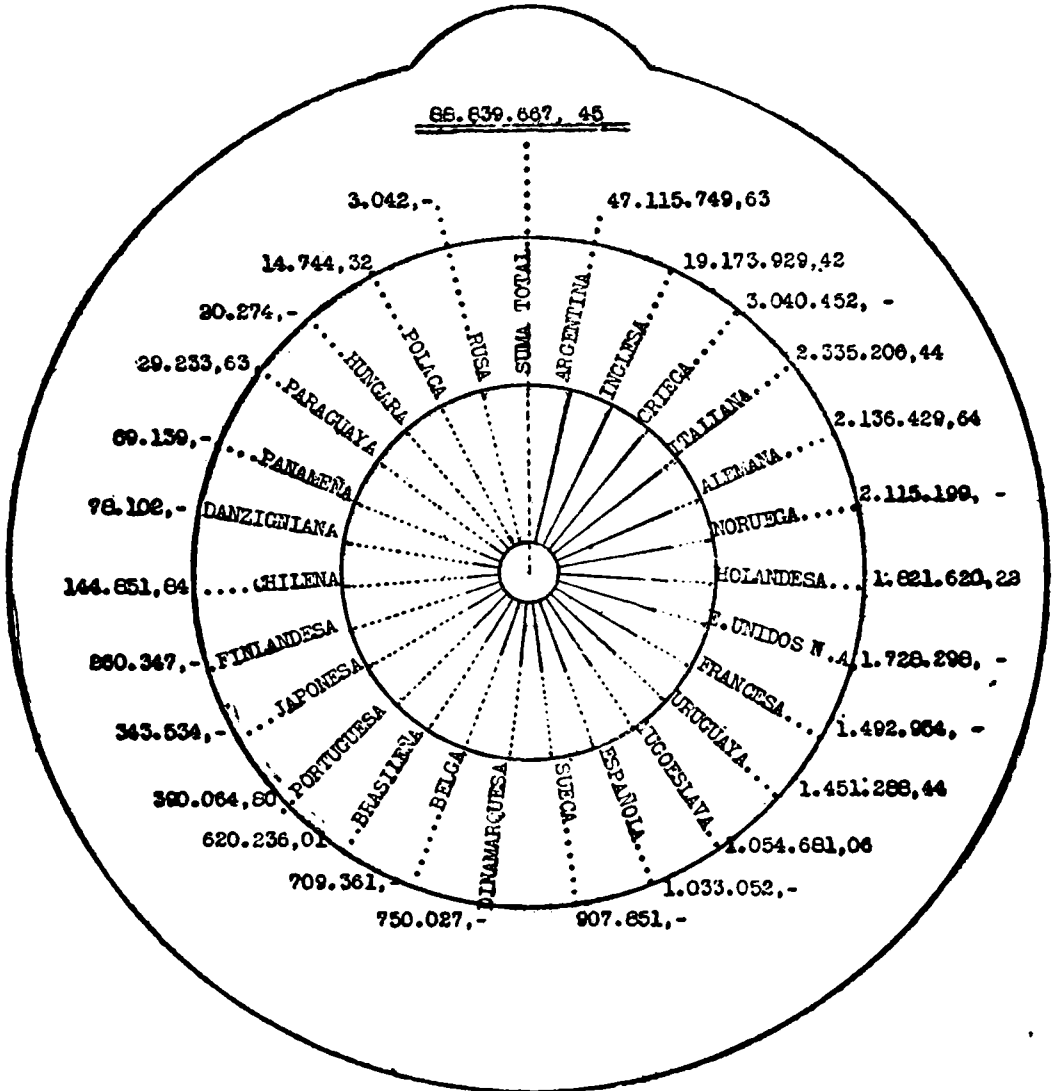 88.839.667, 45
SUMA TOTAL
ARGENTINA 47.115.749,63
INGLESA 19.173.929,42
GRIEGA 3.040.452, -
ITALIANA 2.335.206,44
ALEMANA 2.136.429,64
NORUEGA 2.115.199, -
HOLANDESA 1.821.620,23
E.UNIDOS N.A. 1.728.298, -
FRANCESA 1.492.954, -
URUGUAYA 1.451.288,44
YUGOESLAVA 1.054.681,06
ESPAÑOLA 1.033.052,-
SUECA 907.851,-
DINAMARQUESA 750.027,-
BELGA 709.361,-
BRASILEÑA 620.236,01
PORTUGUESA 390.064,80
JAPONESA 343.534,-
FINLANDESA 260.347,-
CHILENA 144.851,84
DANZIGNIANA 78.102,-
PANAMEÑA 69.139,-
PARAGUAYA 29.233,63
HUNGARA 20.274,-
POLACA 14.744,32
RUSA 3.042,-